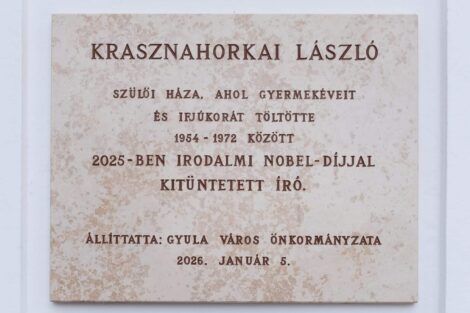 KRASZNAHORKAI LÁSZLÓ
SZÜLŐI HÁZA, AHOL GYERMEKÉVEIT
ÉS IFJÚKORÁT TÖLTÖTTE
1954 - 1972 KÖZÖTT
2025-BEN IRODALMI NOBEL-DÍJJAL
KITÜNTETETT ÍRÓ.
ÁLLÍTTATTA: GYULA VÁROS ÖNKORMÁNYZATA
2026. JANUÁR 5.